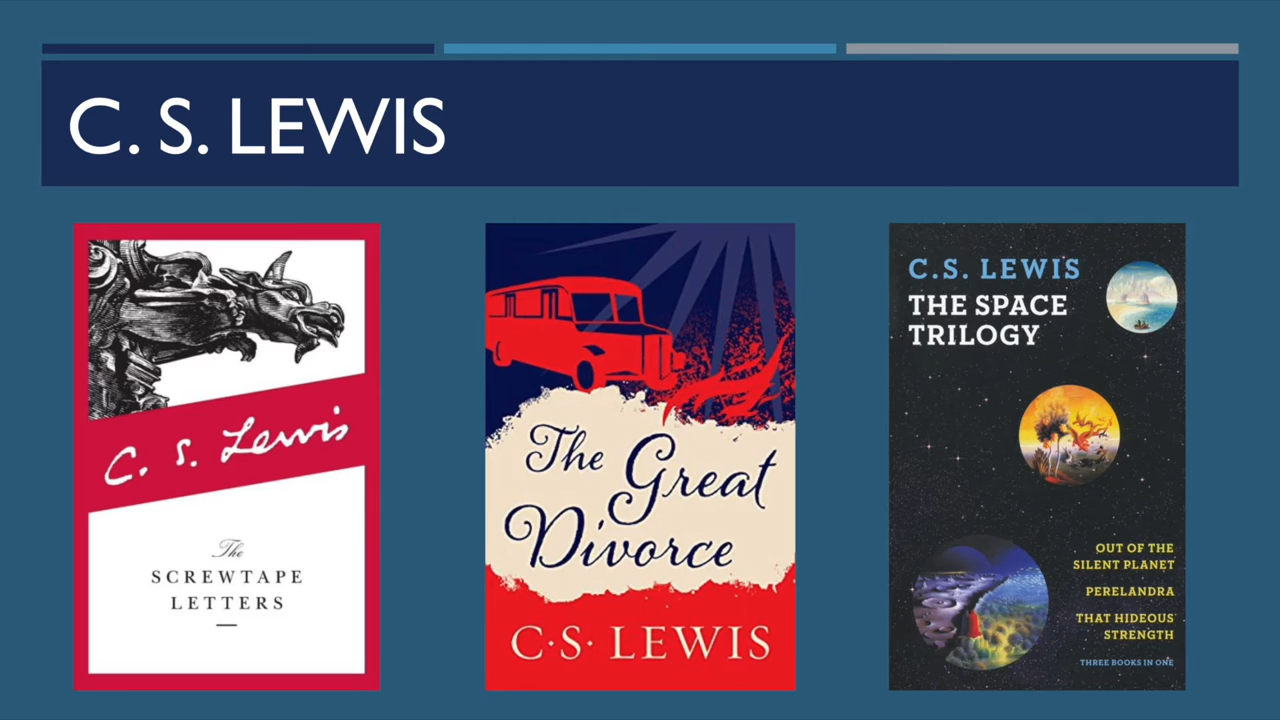 C. S. LEWIS
C. S. Lewis
The
SCREWTAPE
LETTERS
The Great
Divorce
C·S· LEWIS
C.S. LEWIS
THE SPACE
TRILOGY
OUT OF THE
SILENT PLANET
PERELANDRA
THAT HIDEOUS
STRENGTH
THREE BOOKS IN ONE